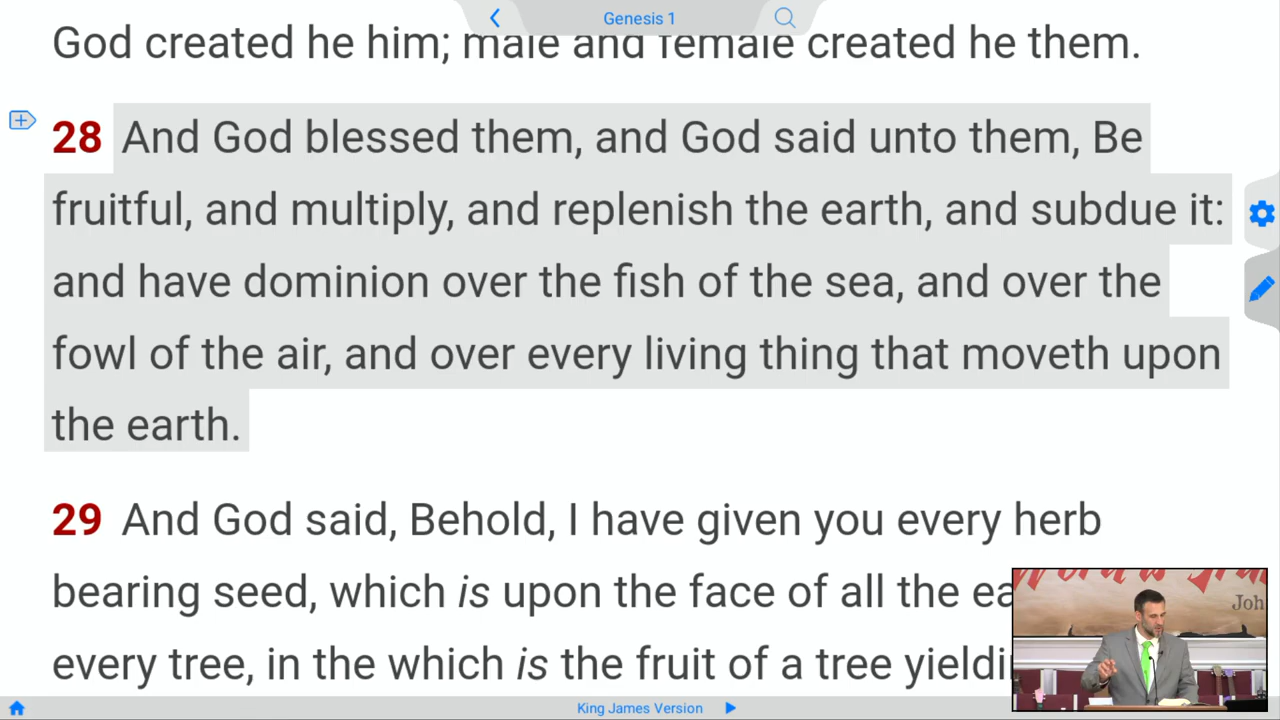 Genesis 1
God created he him; male and female created he them.
28 And God blessed them, and God said unto them, Be
fruitful, and multiply, and replenish the earth, and subdue it:
and have dominion over the fish of the sea, and over the
fowl of the air, and over every living thing that moveth upon
the earth.
29 And God said, Behold, I have given you every herb
bearing seed, which is upon the face of all the ea
every tree, in the which is the fruit of a tree yieldi
Joh
King James Version